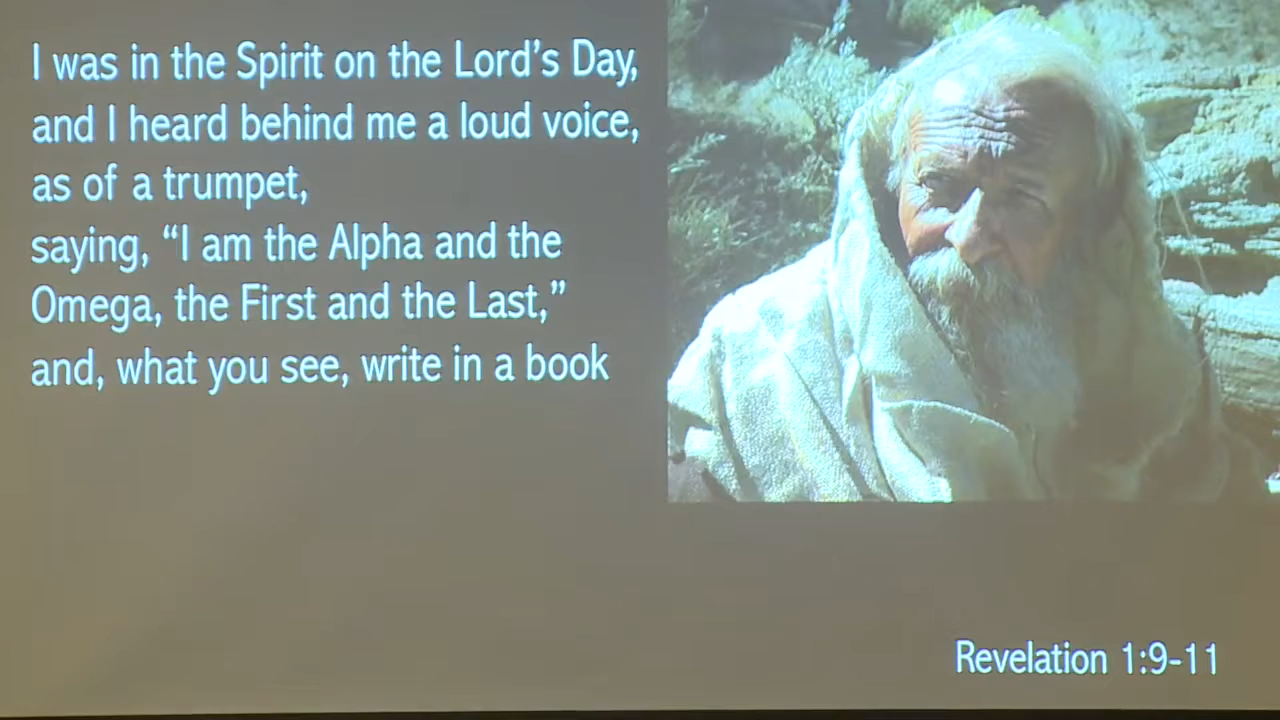 I was in the Spirit on the Lord’s Day,
and I heard behind me a loud voice,
as of a trumpet,
saying, “I am the Alpha and the
Omega, the First and the Last,”
and, what you see, write in a book
Revelation 1:9-11